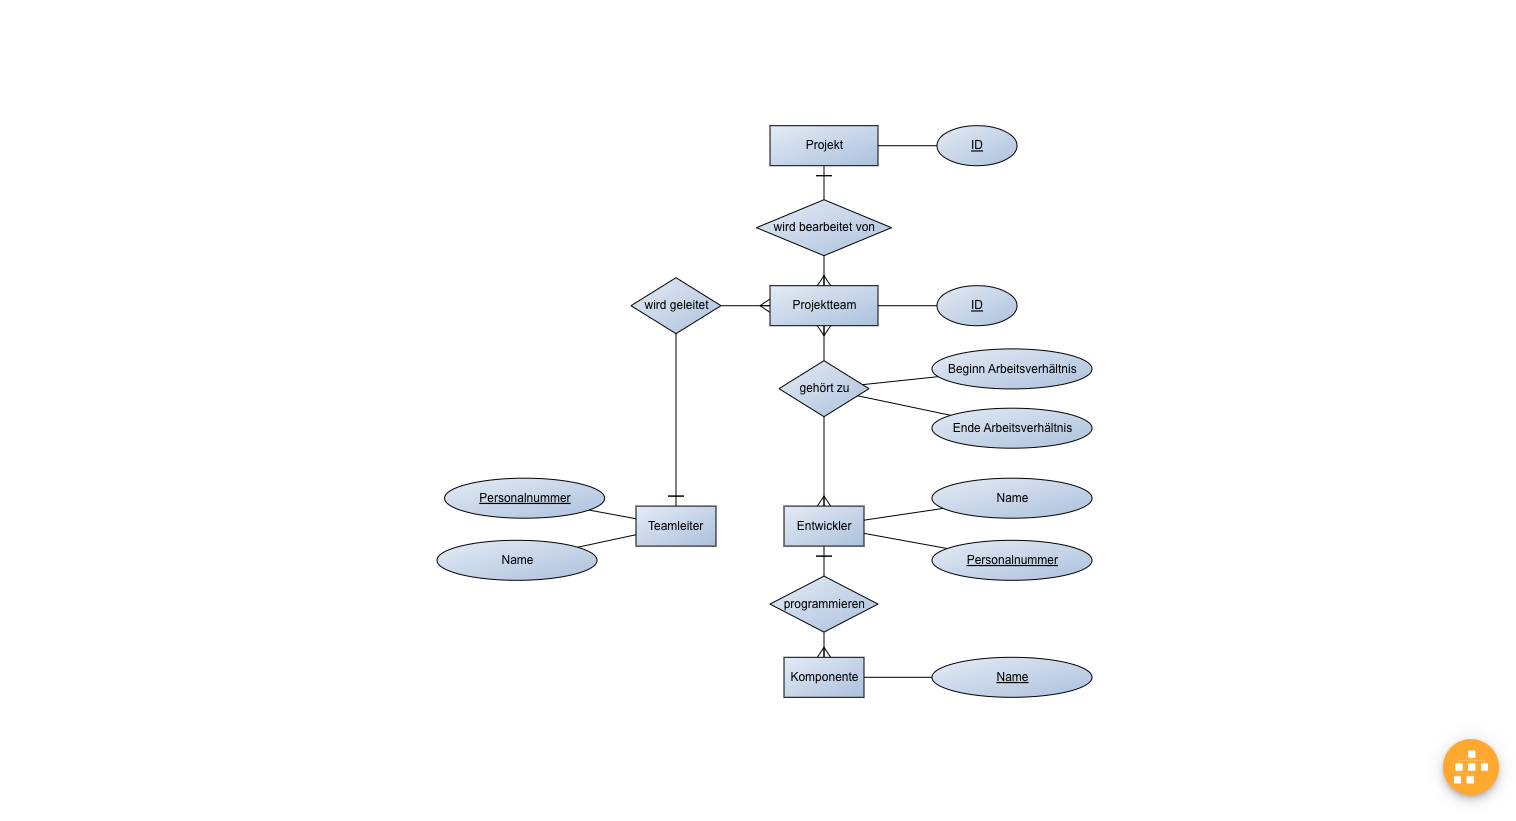 Projekt
ID
wird bearbeitet von
wird geleitet
Projektteam
ID
Beginn Arbeitsverhältnis
gehört zu
Ende Arbeitsverhältnis
Personalnummer
Name
Teamleiter
Entwickler
Name
Personalnummer
programmieren
Komponente
Name